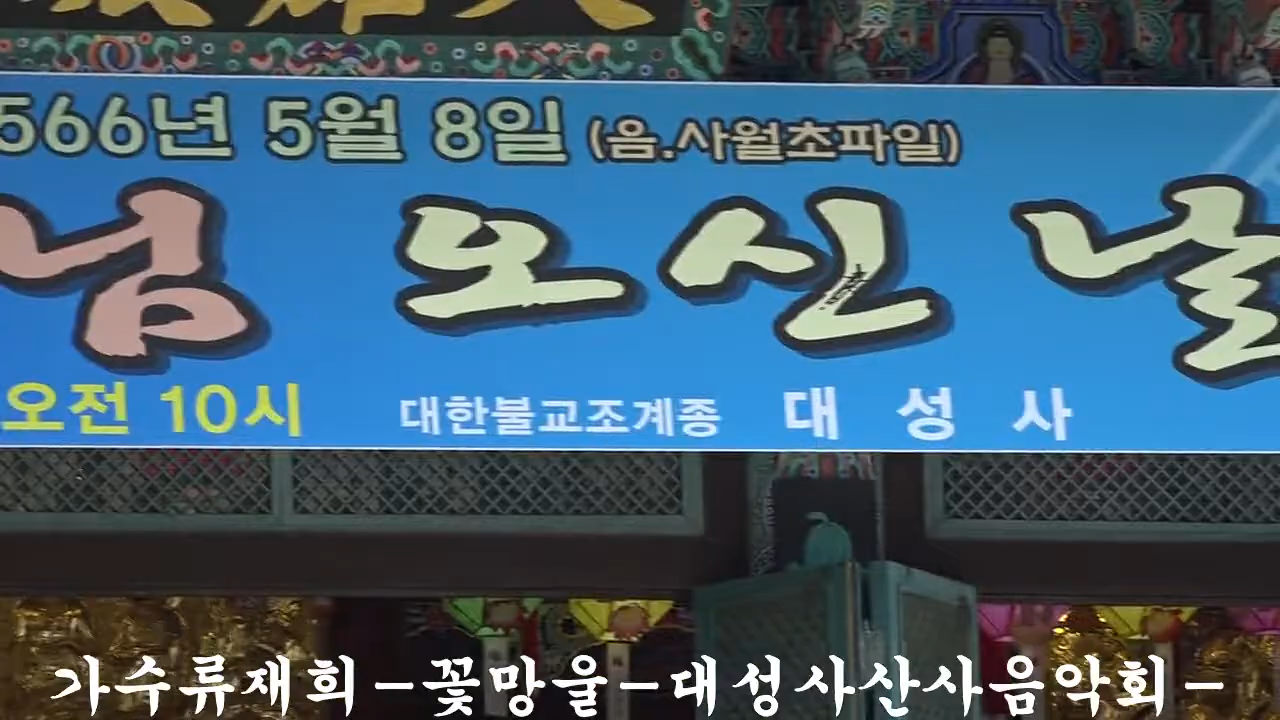 566년 5월 8일 (음.사월초파일)
님 오신 날
오전 10시 대한불교조계종 대 성 사
가수류재희-꽃망울-대성사산사음악회-